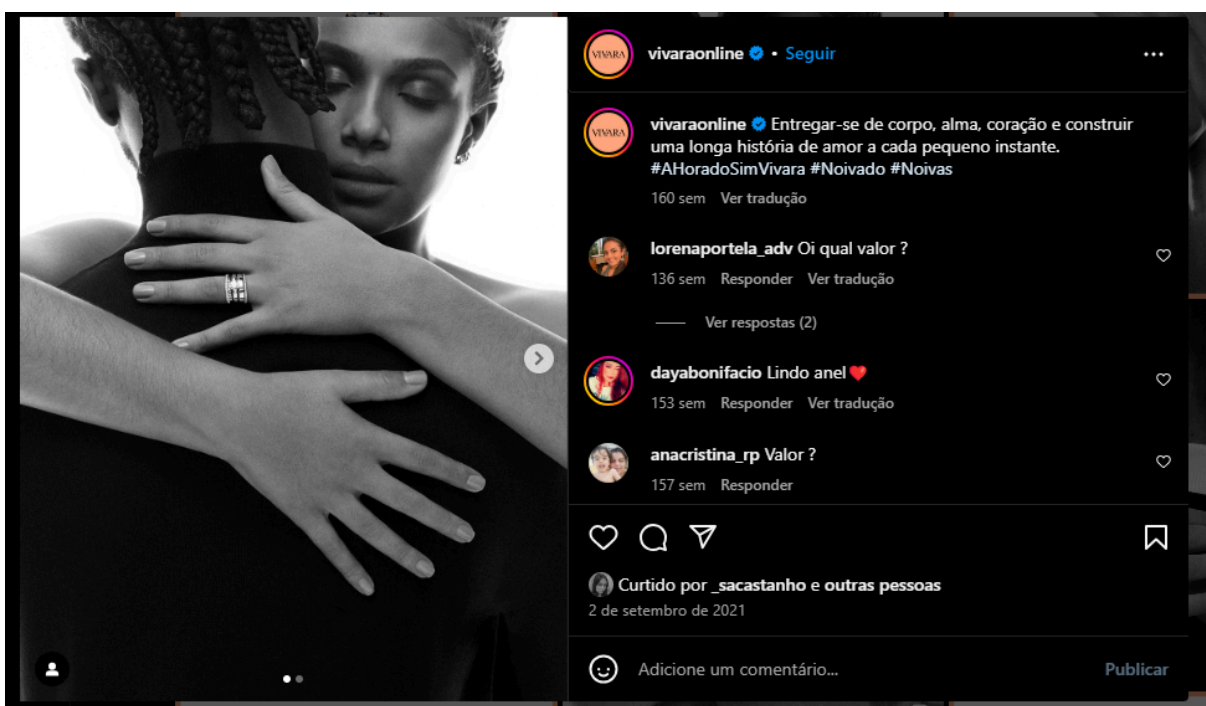 VIVARA
vivaraonline • Seguir
VIVARA
vivaraonline Entregar-se de corpo, alma, coração e construir
uma longa história de amor a cada pequeno instante.
#AHoradoSimVivara #Noivado #Noivas
160 sem Ver tradução
lorenaportela_adv Oi qual valor ?
136 sem Responder Ver tradução
Ver respostas (2)
dayabonifacio Lindo anel❤️
153 sem Responder Ver tradução
anacristina_rp Valor ?
157 sem Responder
Curtido por _sacastanho e outras pessoas
2 de setembro de 2021
Adicione um comentário... Publicar